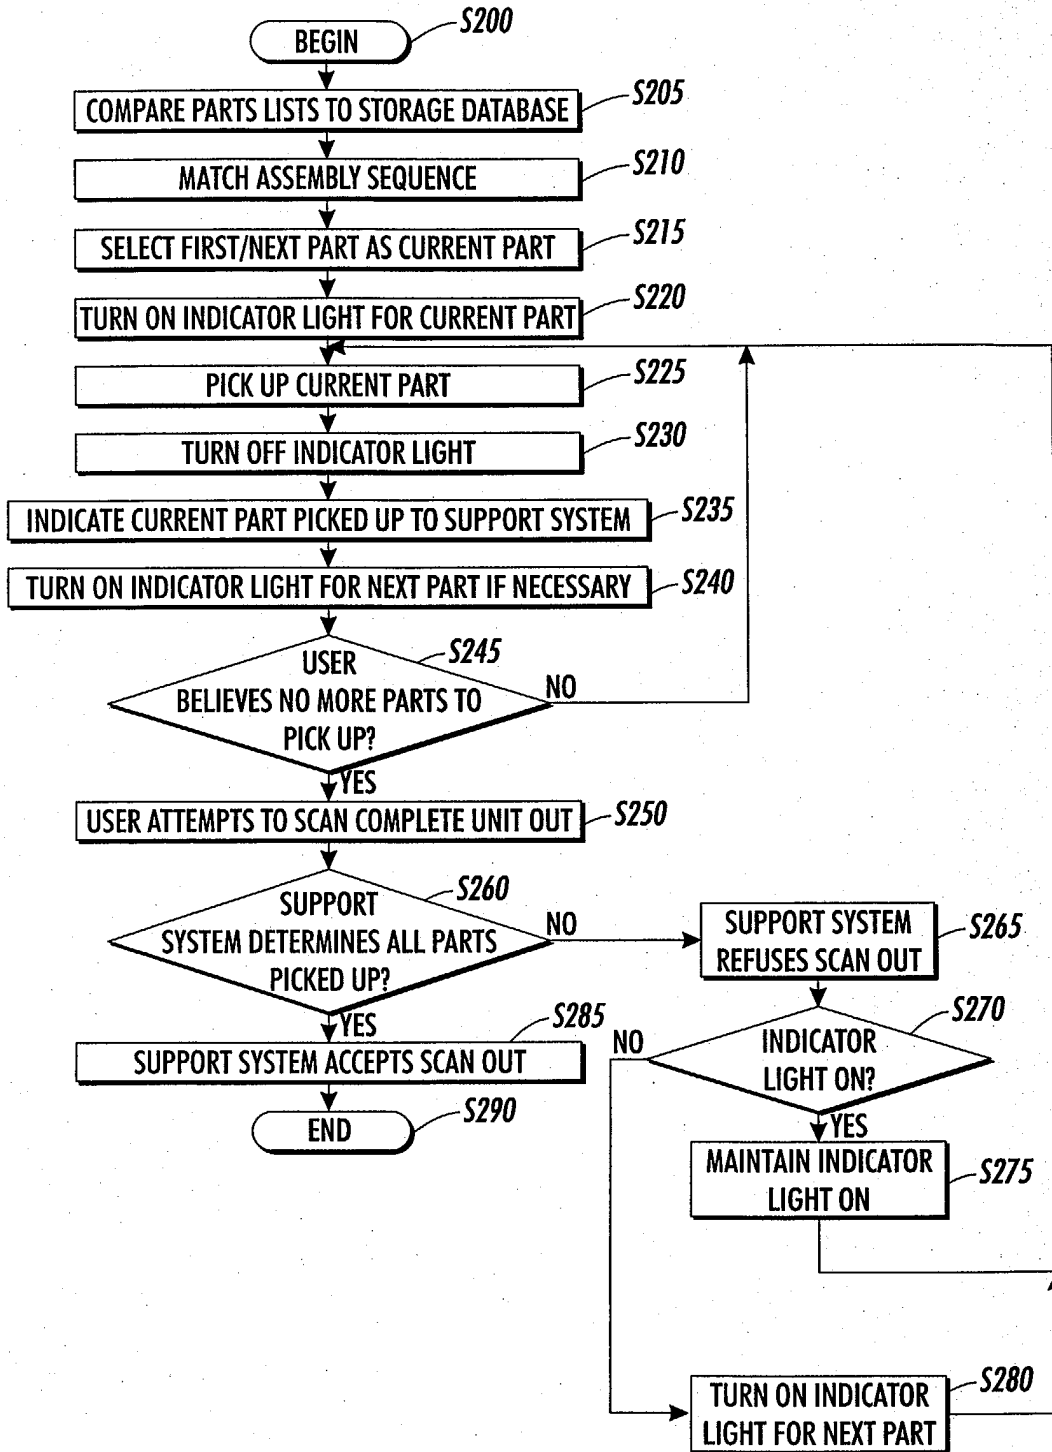 BEGIN
S200
COMPARE PARTS LISTS TO STORAGE DATABASE
S205
MATCH ASSEMBLY SEQUENCE
S210
SELECT FIRST/NEXT PART AS CURRENT PART
S215
TURN ON INDICATOR LIGHT FOR CURRENT PART
S220
PICK UP CURRENT PART
S225
TURN OFF INDICATOR LIGHT
S230
INDICATE CURRENT PART PICKED UP TO SUPPORT SYSTEM
S235
TURN ON INDICATOR LIGHT FOR NEXT PART IF NECESSARY
S240
USER
BELIEVES NO MORE PARTS TO
PICK UP?
S245
NO
YES
USER ATTEMPTS TO SCAN COMPLETE UNIT OUT
S250
SUPPORT
SYSTEM DETERMINES ALL PARTS
PICKED UP?
S260
NO
YES
SUPPORT SYSTEM
REFUSES SCAN OUT
S265
INDICATOR
LIGHT ON?
S270
NO
YES
SUPPORT SYSTEM ACCEPTS SCAN OUT
S285
END
S290
MAINTAIN INDICATOR
LIGHT ON
S275
TURN ON INDICATOR
LIGHT FOR NEXT PART
S280